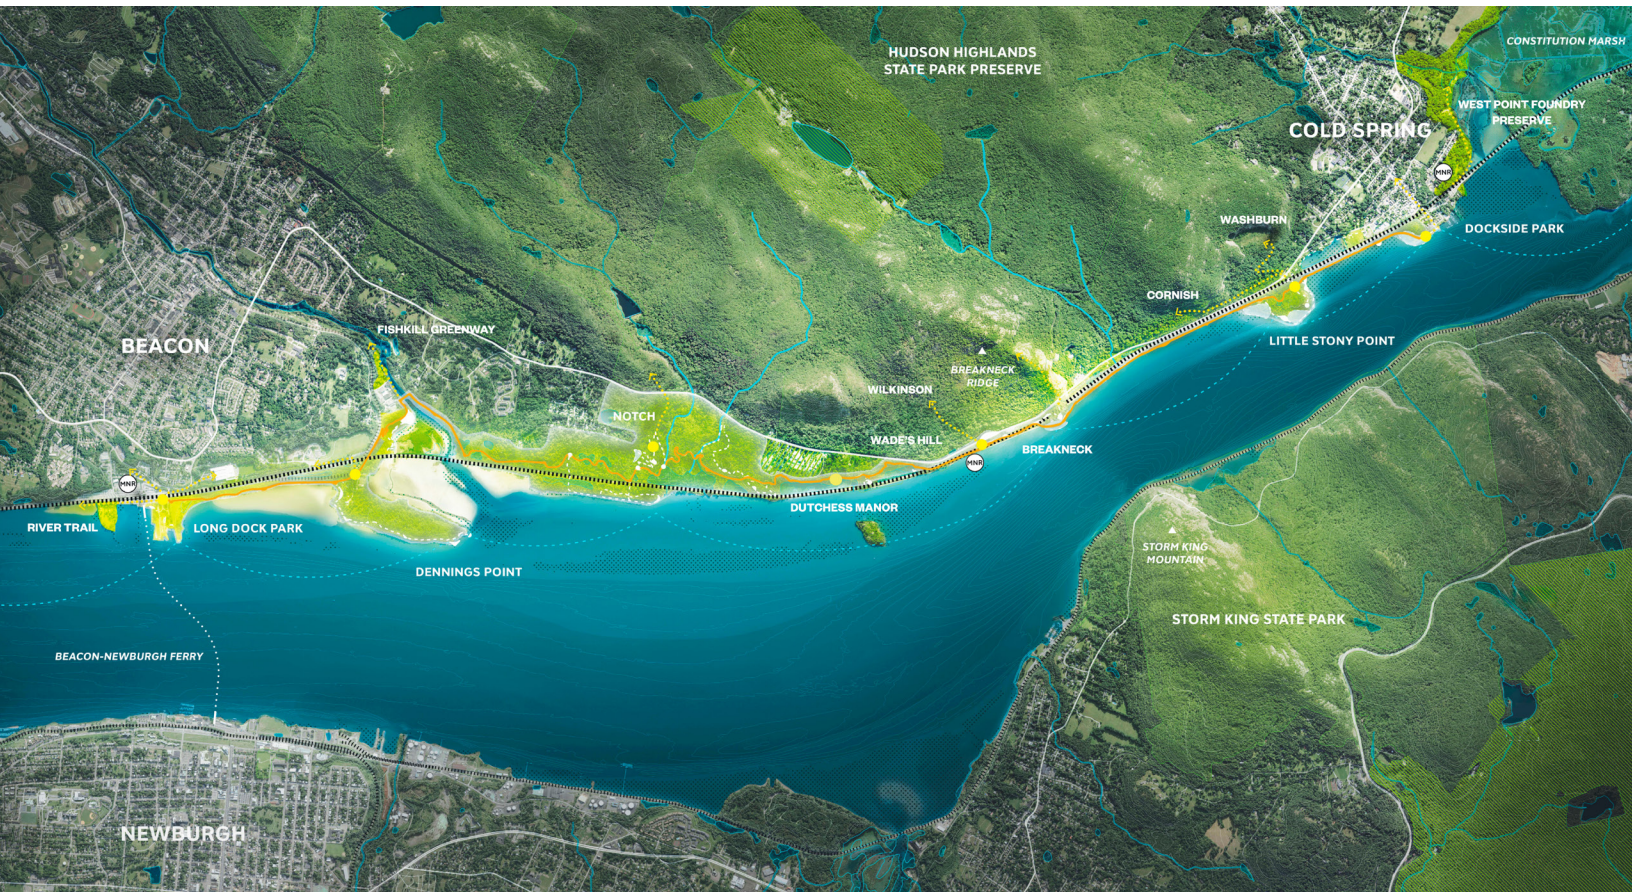 HUDSON HIGHLANDS
STATE PARK PRESERVE
CONSTITUTION MARSH
WEST POINT FOUNDRY
PRESERVE
COLD SPRING
MNR
WASHBURN
DOCKSIDE PARK
CORNISH
LITTLE STONY POINT
FISHKILL GREENWAY
BEACON
BREAKNECK
RIDGE
WILKINSON
NOTCH
WADE'S HILL
BREAKNECK
MNR
MNR
DUTCHESS MANOR
RIVER TRAIL
LONG DOCK PARK
DENNINGS POINT
STORM KING
MOUNTAIN
STORM KING STATE PARK
BEACON-NEWBURGH FERRY
NEWBURGH